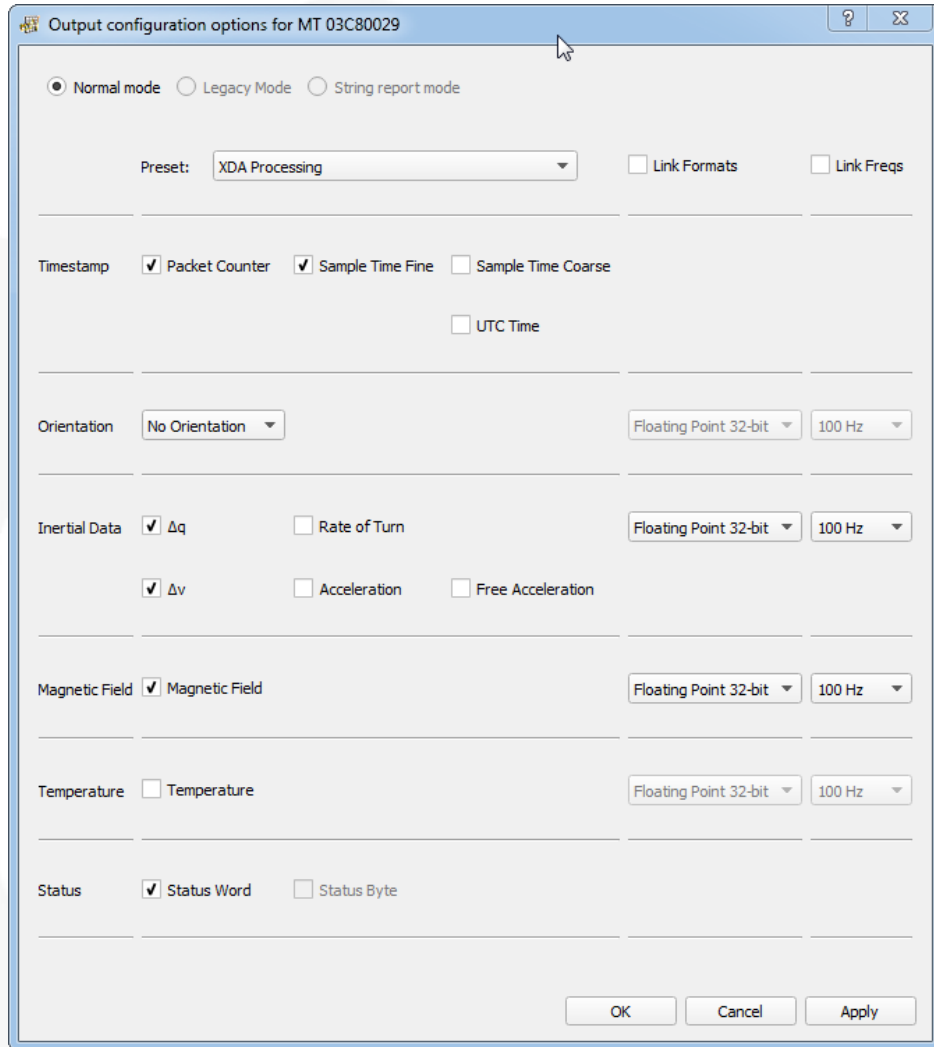 Output configuration options for MT 03C80029
Normal mode Legacy Mode String report mode
Preset: XDA Processing Link Formats Link Freqs
Timestamp Packet Counter Sample Time Fine Sample Time Coarse
UTC Time
Orientation No Orientation Floating Point 32-bit 100 Hz
Inertial Data Δq Rate of Turn Floating Point 32-bit 100 Hz
Δv Acceleration Free Acceleration
Magnetic Field Magnetic Field Floating Point 32-bit 100 Hz
Temperature Temperature Floating Point 32-bit 100 Hz
Status Status Word Status Byte
OK Cancel Apply